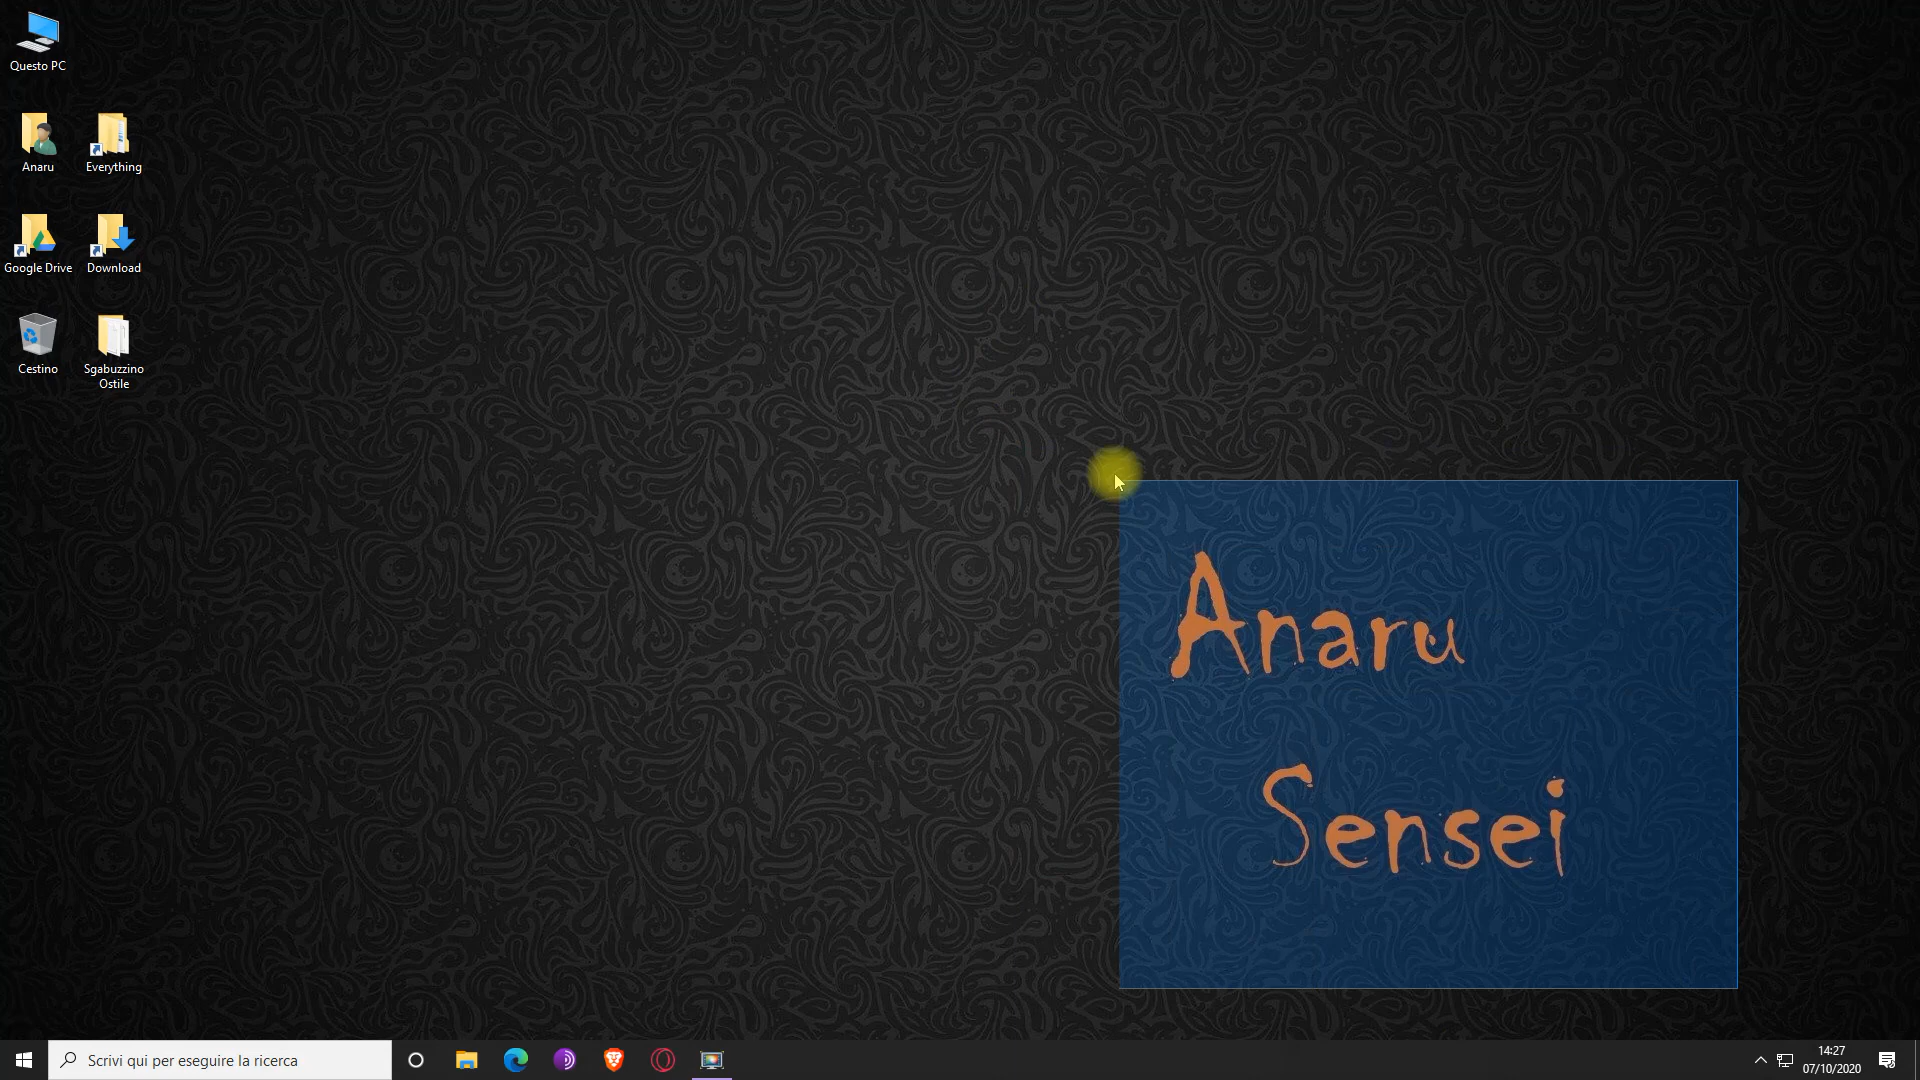 Questo PC
Anaru
Everything
Google Drive
Download
Cestino
Sgabuzzino
Ostile
Anaru
Sensei
Scrivi qui per eseguire la ricerca
14:27
07/10/2020